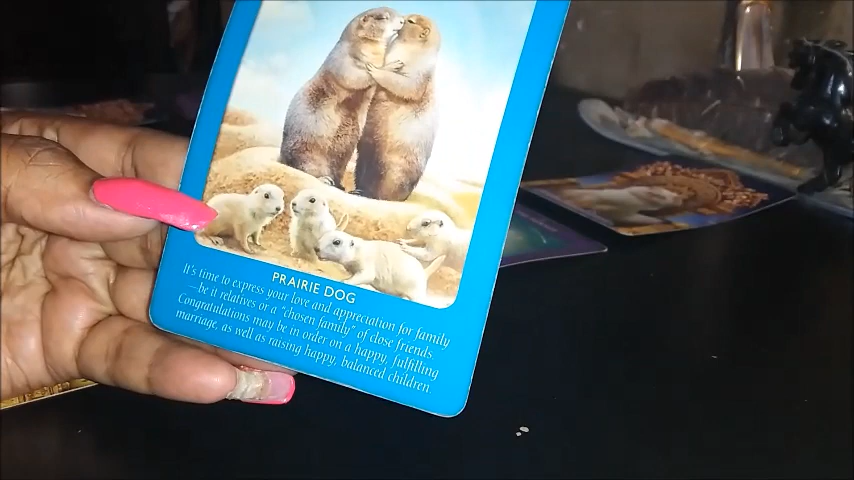 PRAIRIE DOG
It's time to express your love and appreciation for family
—be it relatives or a "chosen family" of close friends.
Congratulations may be in order on a happy, fulfilling
marriage, as well as raising happy, balanced children.